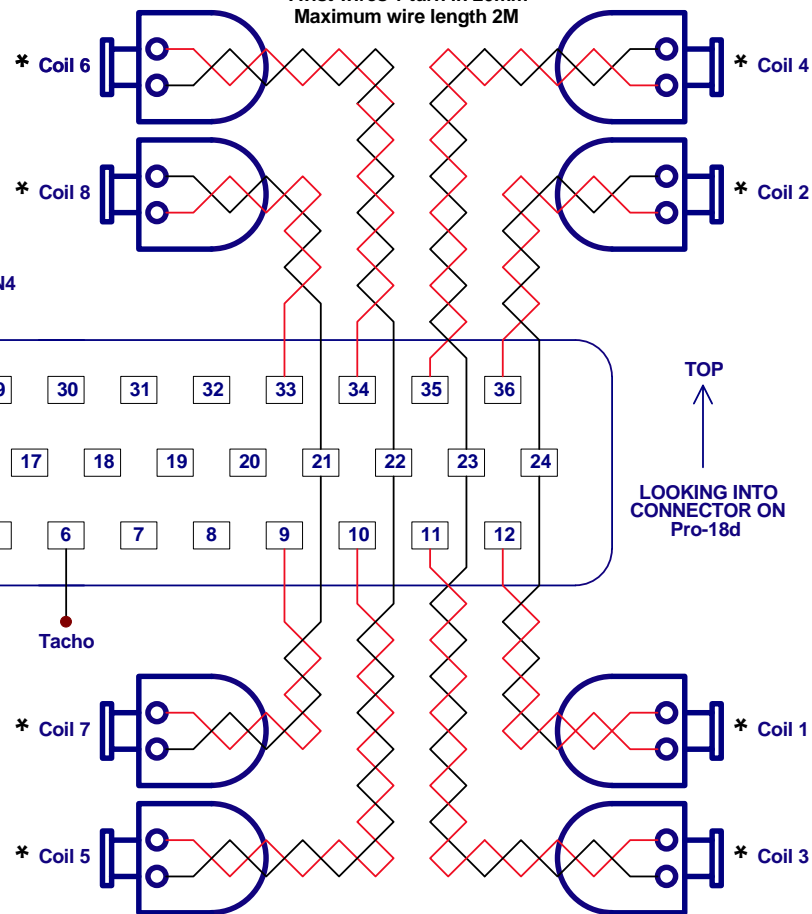 Maximum wire length 2M
* Coil 6
* Coil 4
* Coil 8
* Coil 2
30 31 32 33 34 35 36
TOP
17 18 19 20 21 22 23 24
LOOKING INTO
CONNECTOR ON
Pro-18d
6 7 8 9 10 11 12
Tacho
* Coil 7
* Coil 1
* Coil 5
* Coil 3